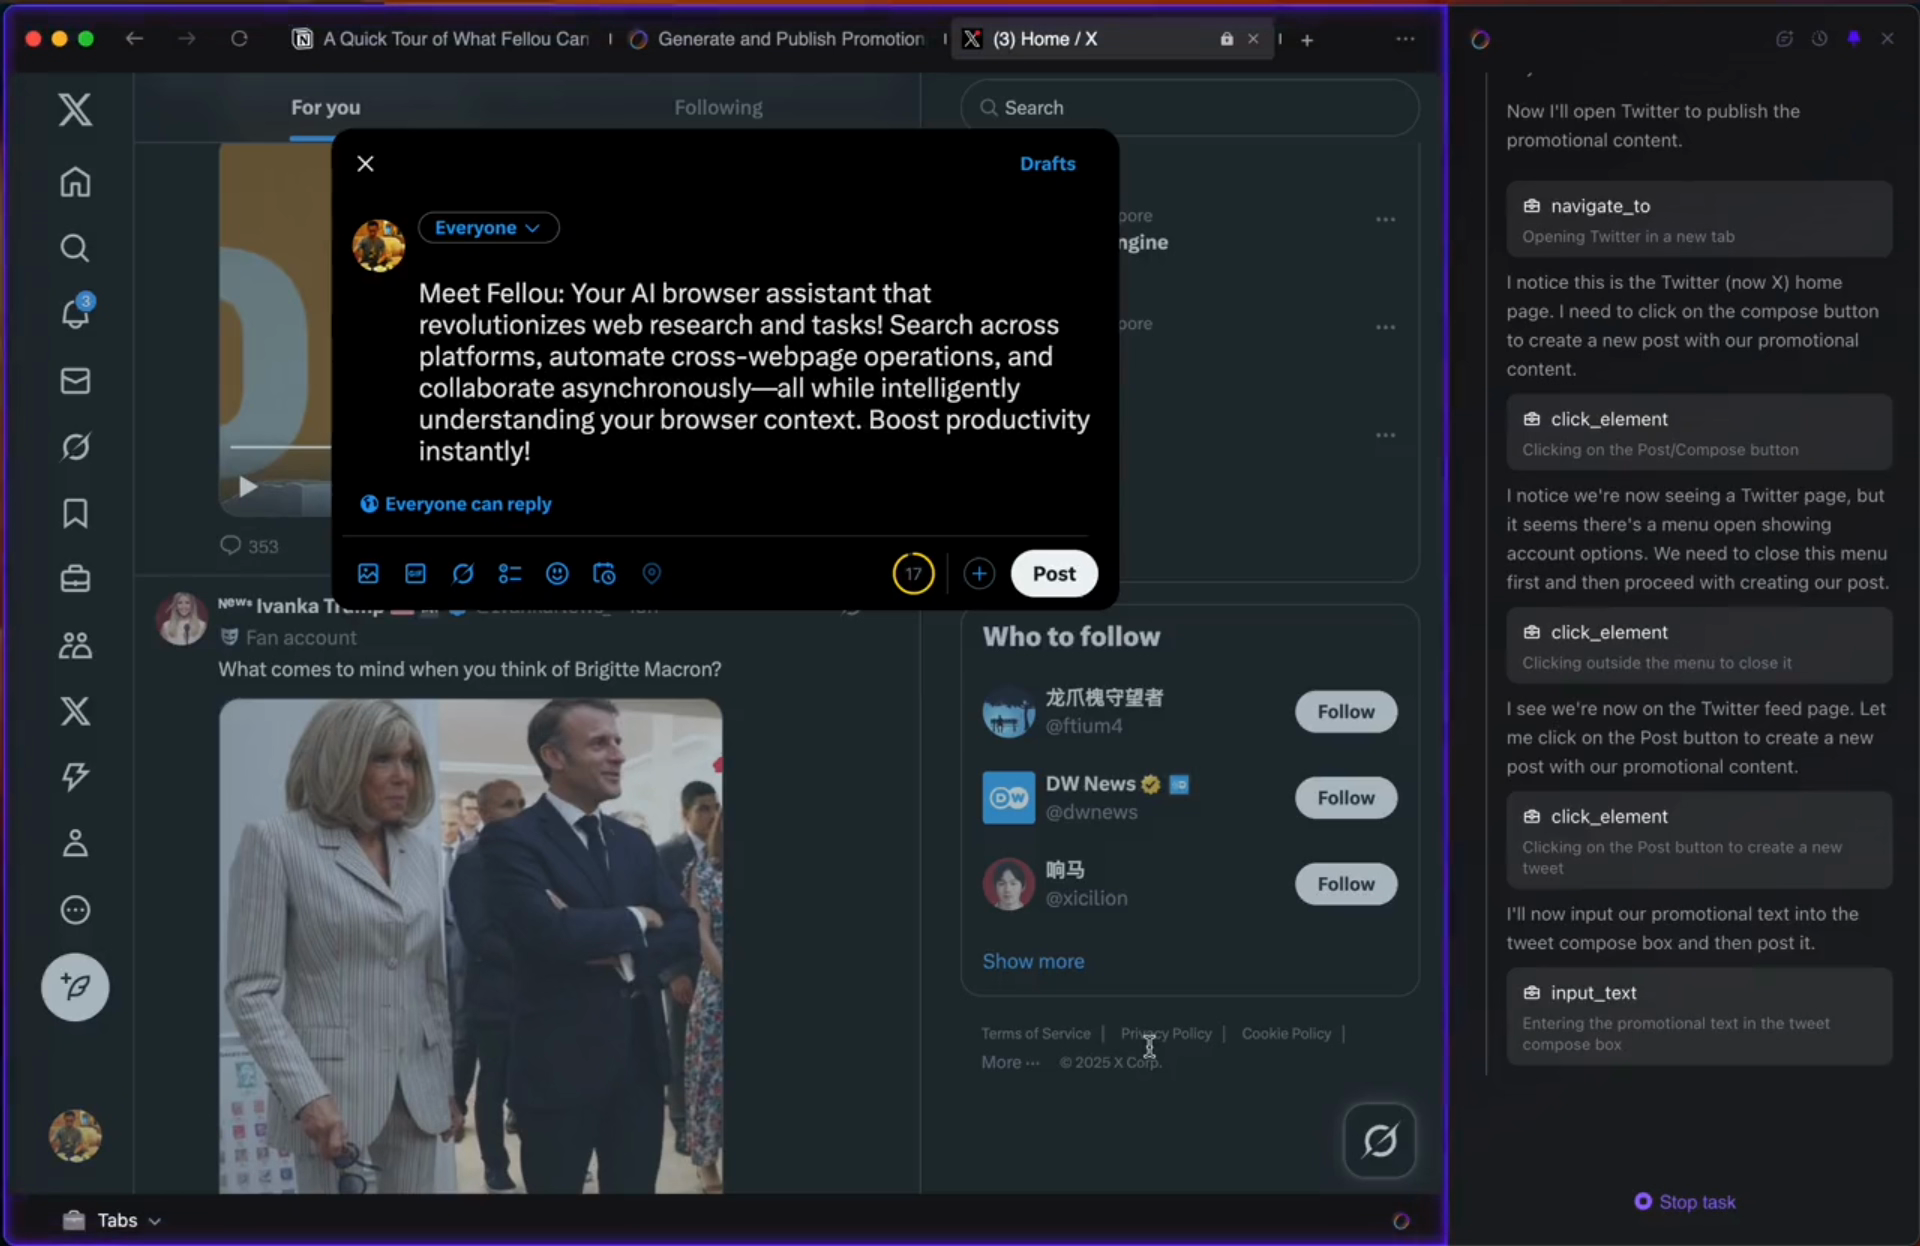 A Quick Tour of What Fellou Can
Generate and Publish Promotion
(3) Home / X
For you
Following
Search
Drafts
Everyone
Meet Fellou: Your AI browser assistant that
revolutionizes web research and tasks! Search across
platforms, automate cross-webpage operations, and
collaborate asynchronously—all while intelligently
understanding your browser context. Boost productivity
instantly!
Everyone can reply
GIF
17
Post
pore
ngine
pore
3
353
News Ivanka Trump
Fan account
What comes to mind when you think of Brigitte Macron?
Who to follow
龙爪槐守望者
@ftium4
Follow
DW
DW News
@dwnews
Follow
响马
@xicilion
Follow
Show more
Terms of Service | Privacy Policy | Cookie Policy |
More ··· © 2025 X Corp.
Tabs
Now I'll open Twitter to publish the
promotional content.
navigate_to
Opening Twitter in a new tab
I notice this is the Twitter (now X) home
page. I need to click on the compose button
to create a new post with our promotional
content.
click_element
Clicking on the Post/Compose button
I notice we're now seeing a Twitter page, but
it seems there's a menu open showing
account options. We need to close this menu
first and then proceed with creating our post.
click_element
Clicking outside the menu to close it
I see we're now on the Twitter feed page. Let
me click on the Post button to create a new
post with our promotional content.
click_element
Clicking on the Post button to create a new
tweet
I'll now input our promotional text into the
tweet compose box and then post it.
input_text
Entering the promotional text in the tweet
compose box
Stop task